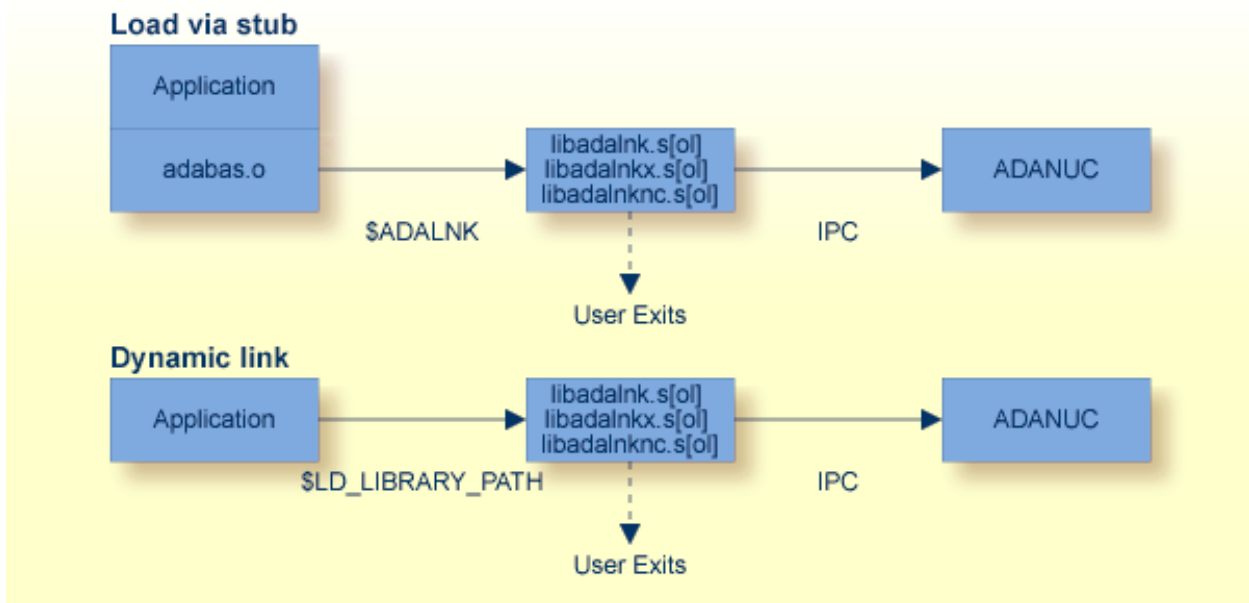 Load via stub
Application
adabas.o
$ADALNK
libadalnk.s[ol]
libadalnkx.s[ol]
libadalnknc.s[ol]
User Exits
IPC
ADANUC
Dynamic link
Application
$LD_LIBRARY_PATH
libadalnk.s[ol]
libadalnkx.s[ol]
libadalnknc.s[ol]
User Exits
IPC
ADANUC